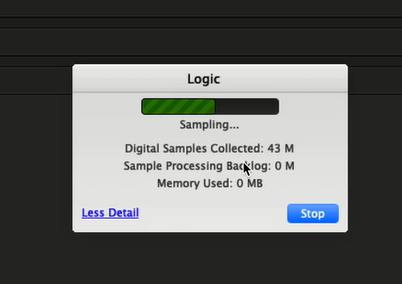 Logic
Sampling...
Digital Samples Collected: 43 M
Sample Processing Backlog: 0 M
Memory Used: 0 MB
Less Detail
Stop